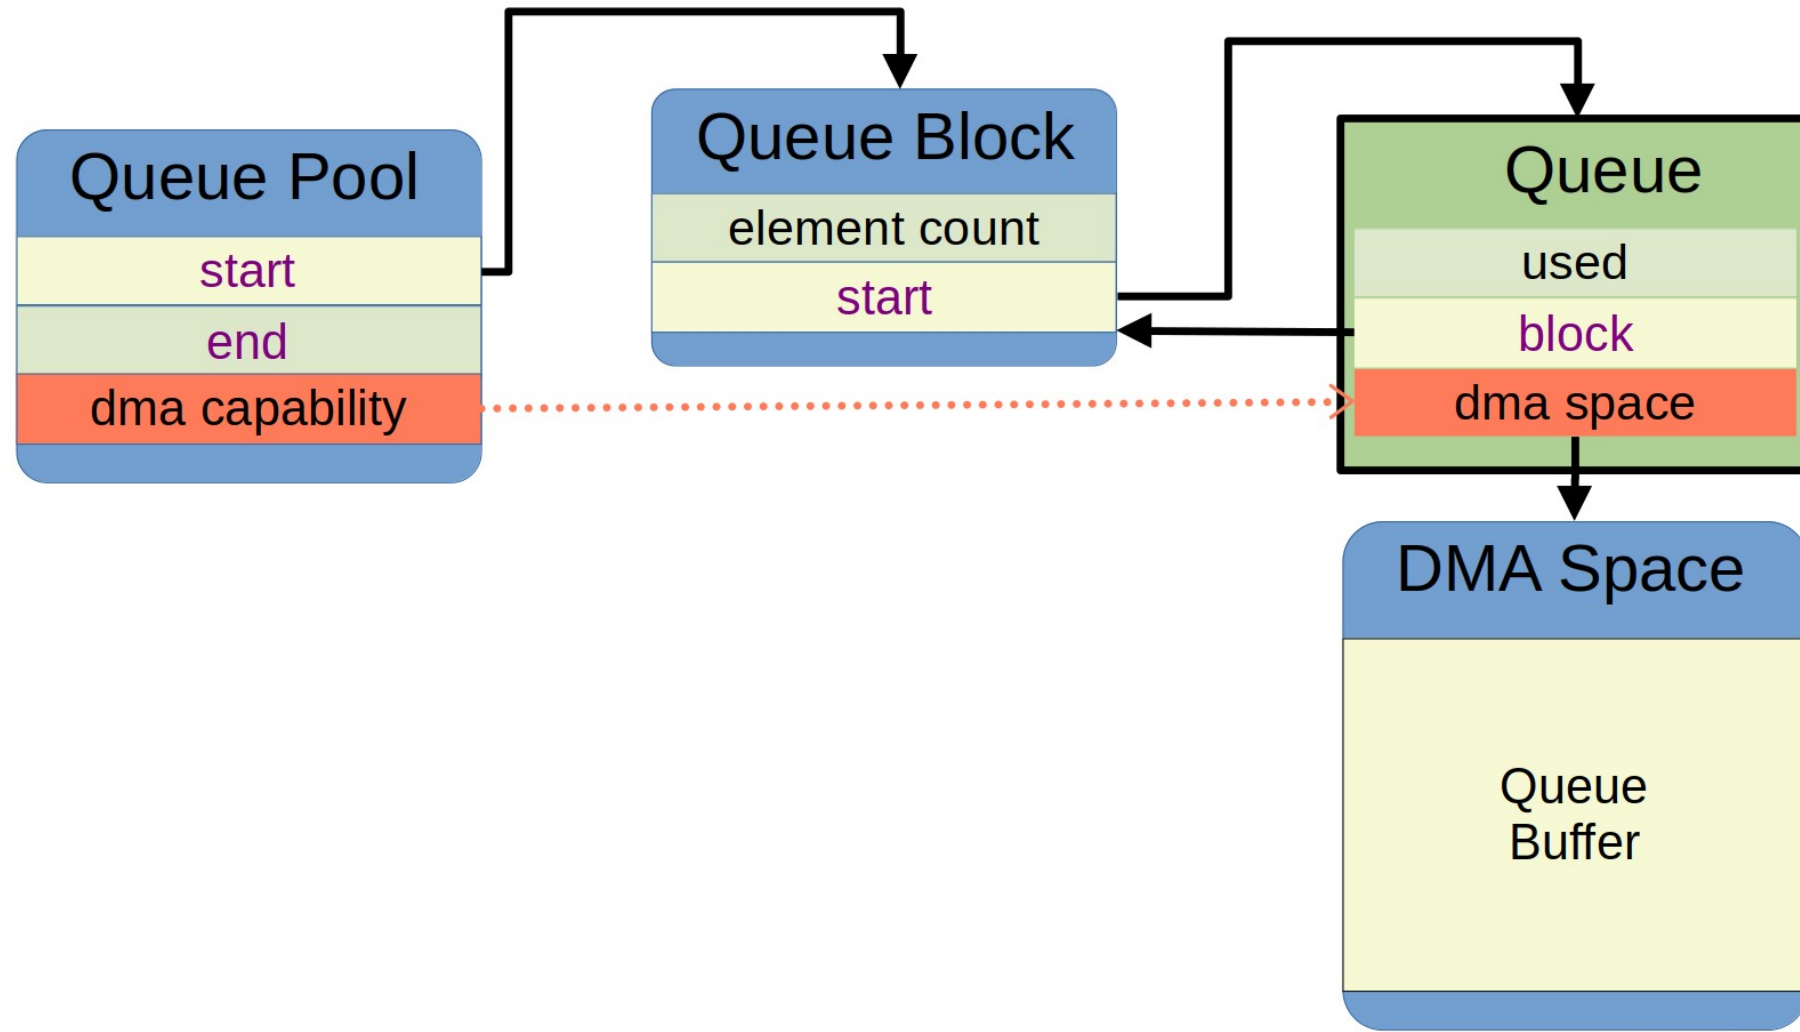 Queue Pool
start
end
dma capability
Queue Block
element count
start
Queue
used
block
dma space
DMA Space
Queue
Buffer